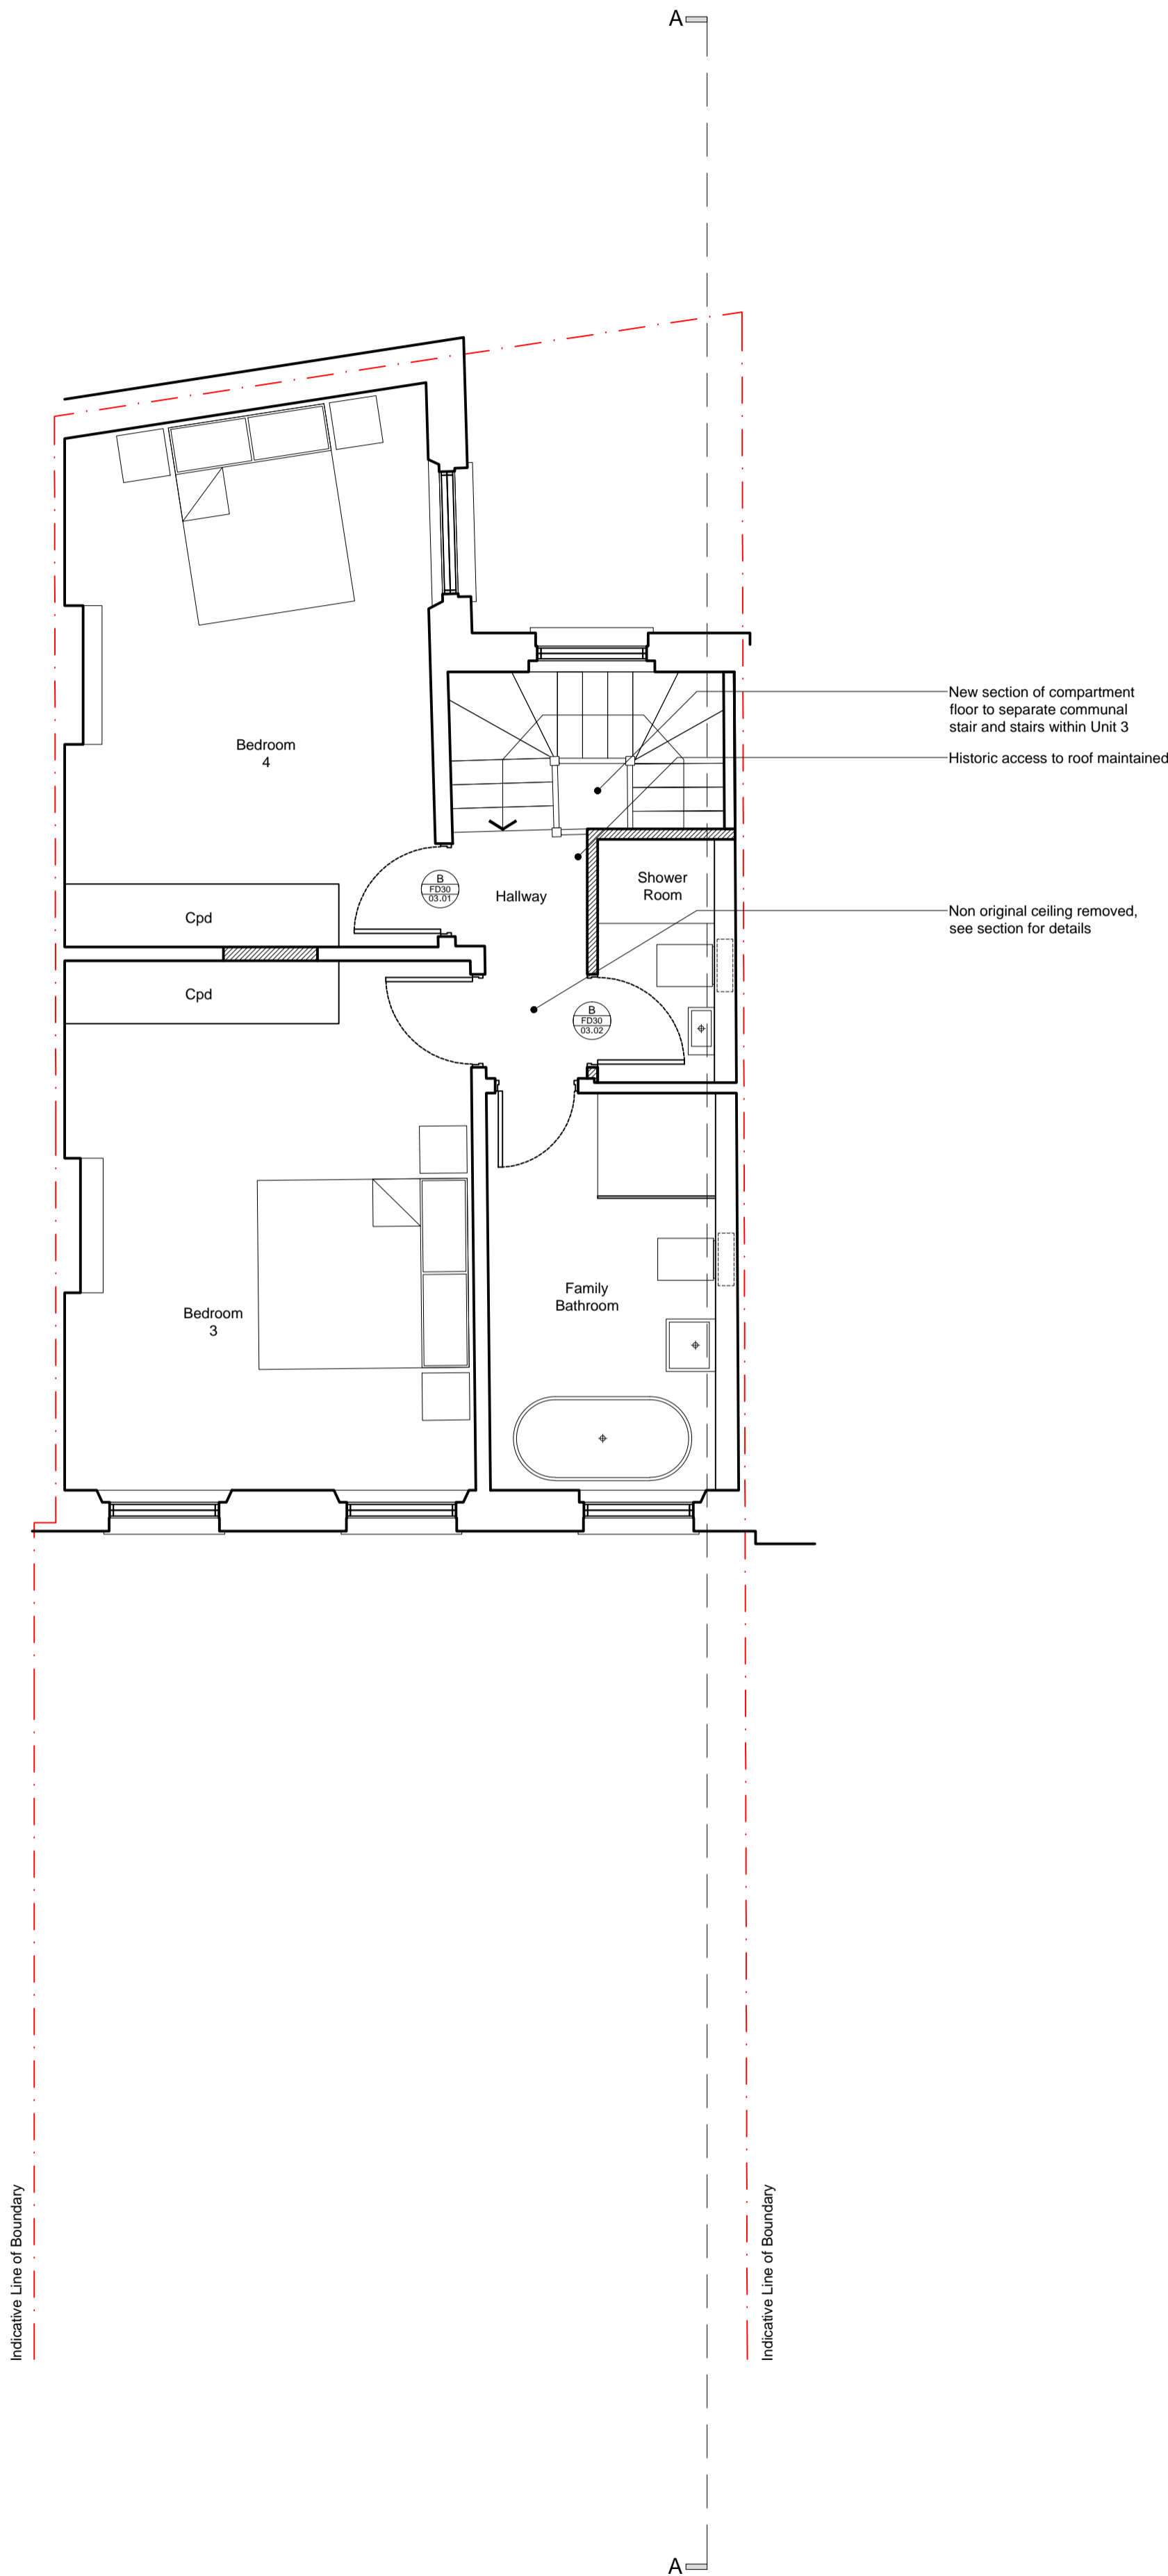 A
New section of compartment
floor to separate communal
stair and stairs within Unit 3
Bedroom
4
Historic access to roof maintained
B
FD30
03.01
Hallway
Shower
Room
Cpd
Non original ceiling removed,
see section for details
Cpd
B
FD30
03.02
Family
Bathroom
Bedroom
3
Indicative Line of Boundary
Indicative Line of Boundary
A